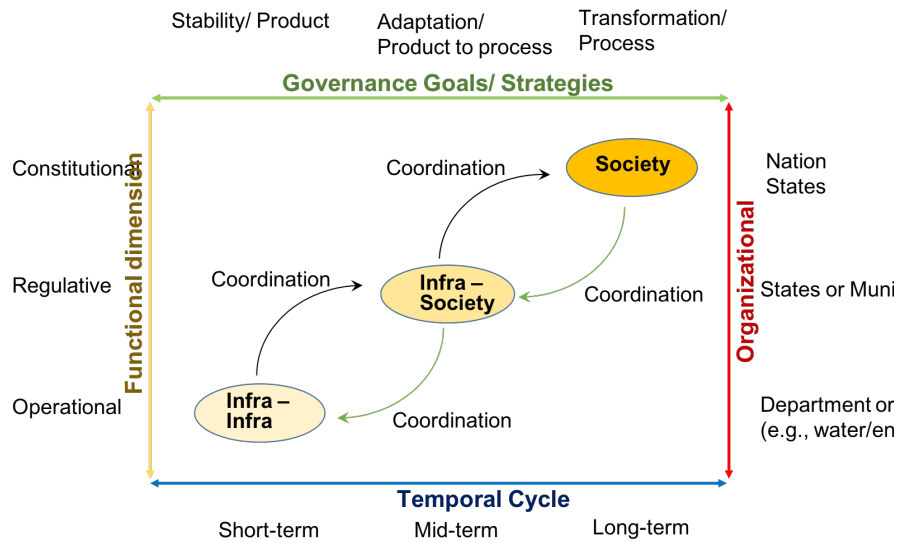 Stability/ Product
Adaptation/
Product to process
Transformation/
Process
Governance Goals/ Strategies
Constitutional
Functional dimension
Coordination
Society
Nation
States
Organizational
Regulative
Coordination
Infra –
Society
Coordination
States or Muni
Operational
Infra –
Infra
Coordination
Department or
(e.g., water/en
Temporal Cycle
Short-term
Mid-term
Long-term